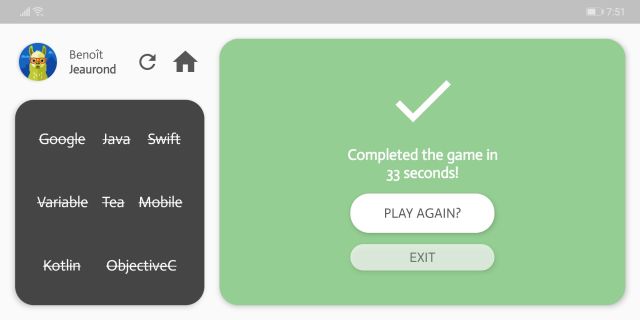 7:51
Benoît
Jeaurond
Google Java Swift
Variable Tea Mobile
Kotlin ObjectiveC
Completed the game in
33 seconds!
PLAY AGAIN?
EXIT